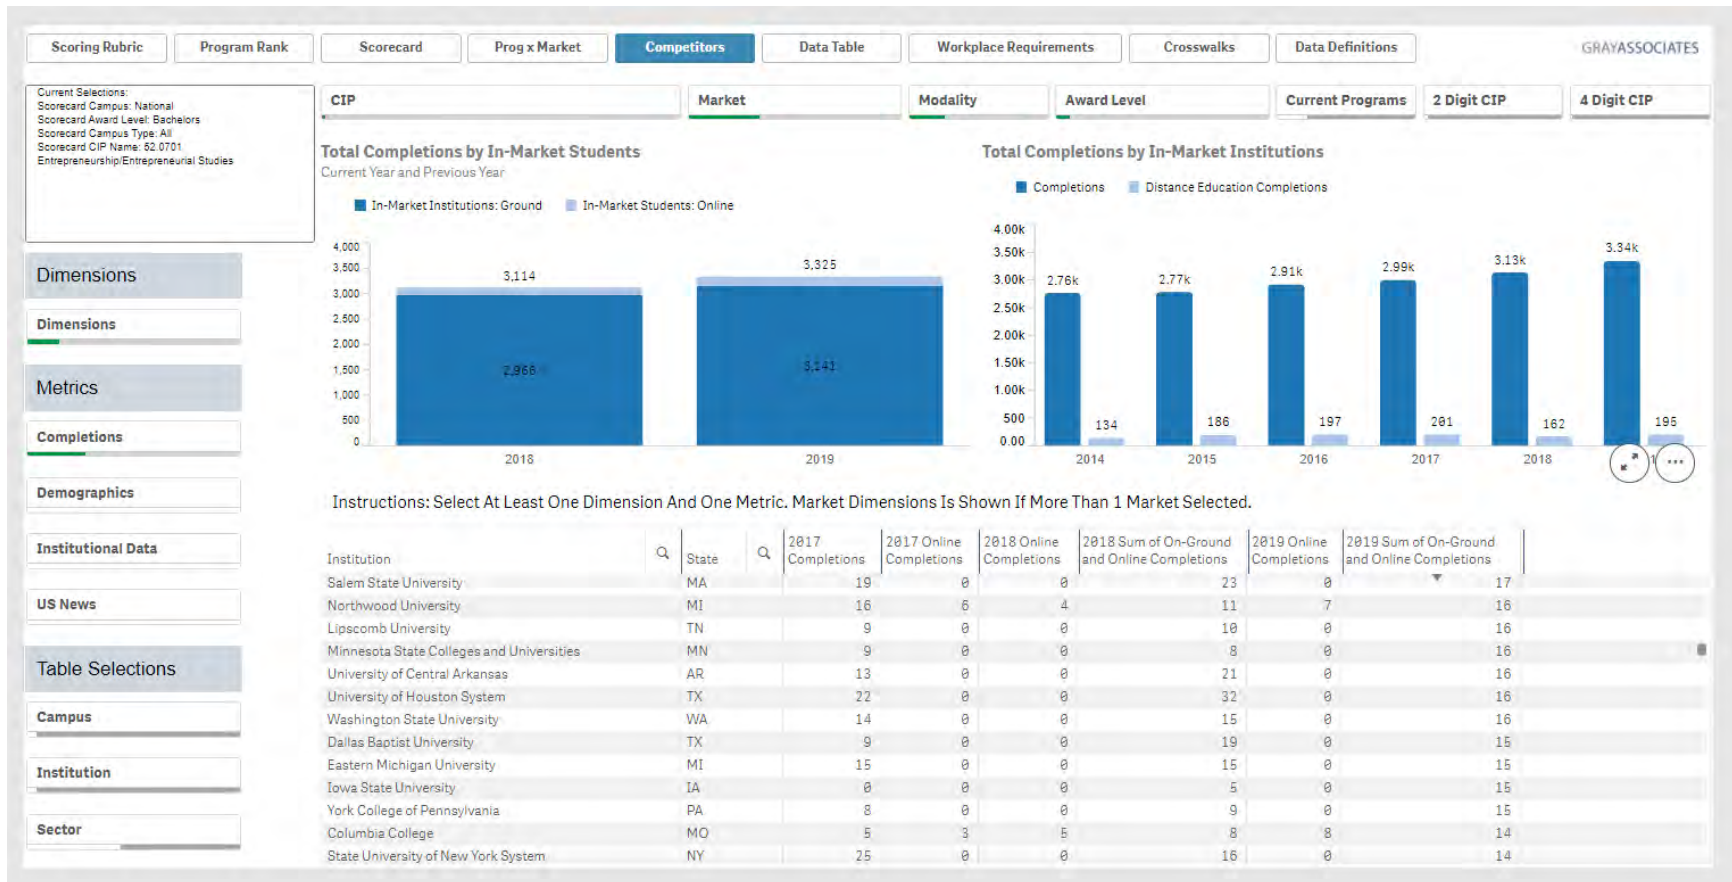 Scoring Rubric
Program Rank
Scorecard
Prog x Market
Competitors
Data Table
Workplace Requirements
Crosswalks
Data Definitions
GRAYASSOCIATES
Current Selections:
Scorecard Campus: National
Scorecard Award Level: Bachelors
Scorecard Campus Type: All
Scorecard CIP Name: 52.0701
Entrepreneurship/Entrepreneurial Studies
CIP
Market
Modality
Award Level
Current Programs
2 Digit CIP
4 Digit CIP
Dimensions
Dimensions
Metrics
Completions
Demographics
Institutional Data
US News
Table Selections
Campus
Institution
Sector
Total Completions by In-Market Students
Current Year and Previous Year
In-Market Institutions: Ground
In-Market Students: Online
4,000
3,500
3,000
2,500
2,000
1,500
1,000
500
0
3,114
3,325
2,966
3,141
2018
2019
Total Completions by In-Market Institutions
Completions
Distance Education Completions
4.00k
3.50k
3.00k
2.50k
2.00k
1.50k
1.00k
500
0.00
2.76k
2.77k
2.91k
2.99k
3.13k
3.34k
134
186
197
201
162
195
2014
2015
2016
2017
2018
Instructions: Select At Least One Dimension And One Metric. Market Dimensions Is Shown If More Than 1 Market Selected.
Institution State 2017 Completions 2017 Online Completions 2018 Online Completions 2018 Sum of On-Ground and Online Completions 2019 Online Completions 2019 Sum of On-Ground and Online Completions
Salem State University MA 19 0 0 23 0 17
Northwood University MI 16 6 4 11 7 16
Lipscomb University TN 9 0 0 10 0 16
Minnesota State Colleges and Universities MN 9 0 0 8 0 16
University of Central Arkansas AR 13 0 0 21 0 16
University of Houston System TX 22 0 0 32 0 16
Washington State University WA 14 0 0 15 0 16
Dallas Baptist University TX 9 0 0 19 0 15
Eastern Michigan University MI 15 0 0 15 0 15
Iowa State University IA 0 0 0 5 0 15
York College of Pennsylvania PA 8 0 0 9 0 15
Columbia College MO 5 3 5 8 8 14
State University of New York System NY 25 0 0 16 0 14